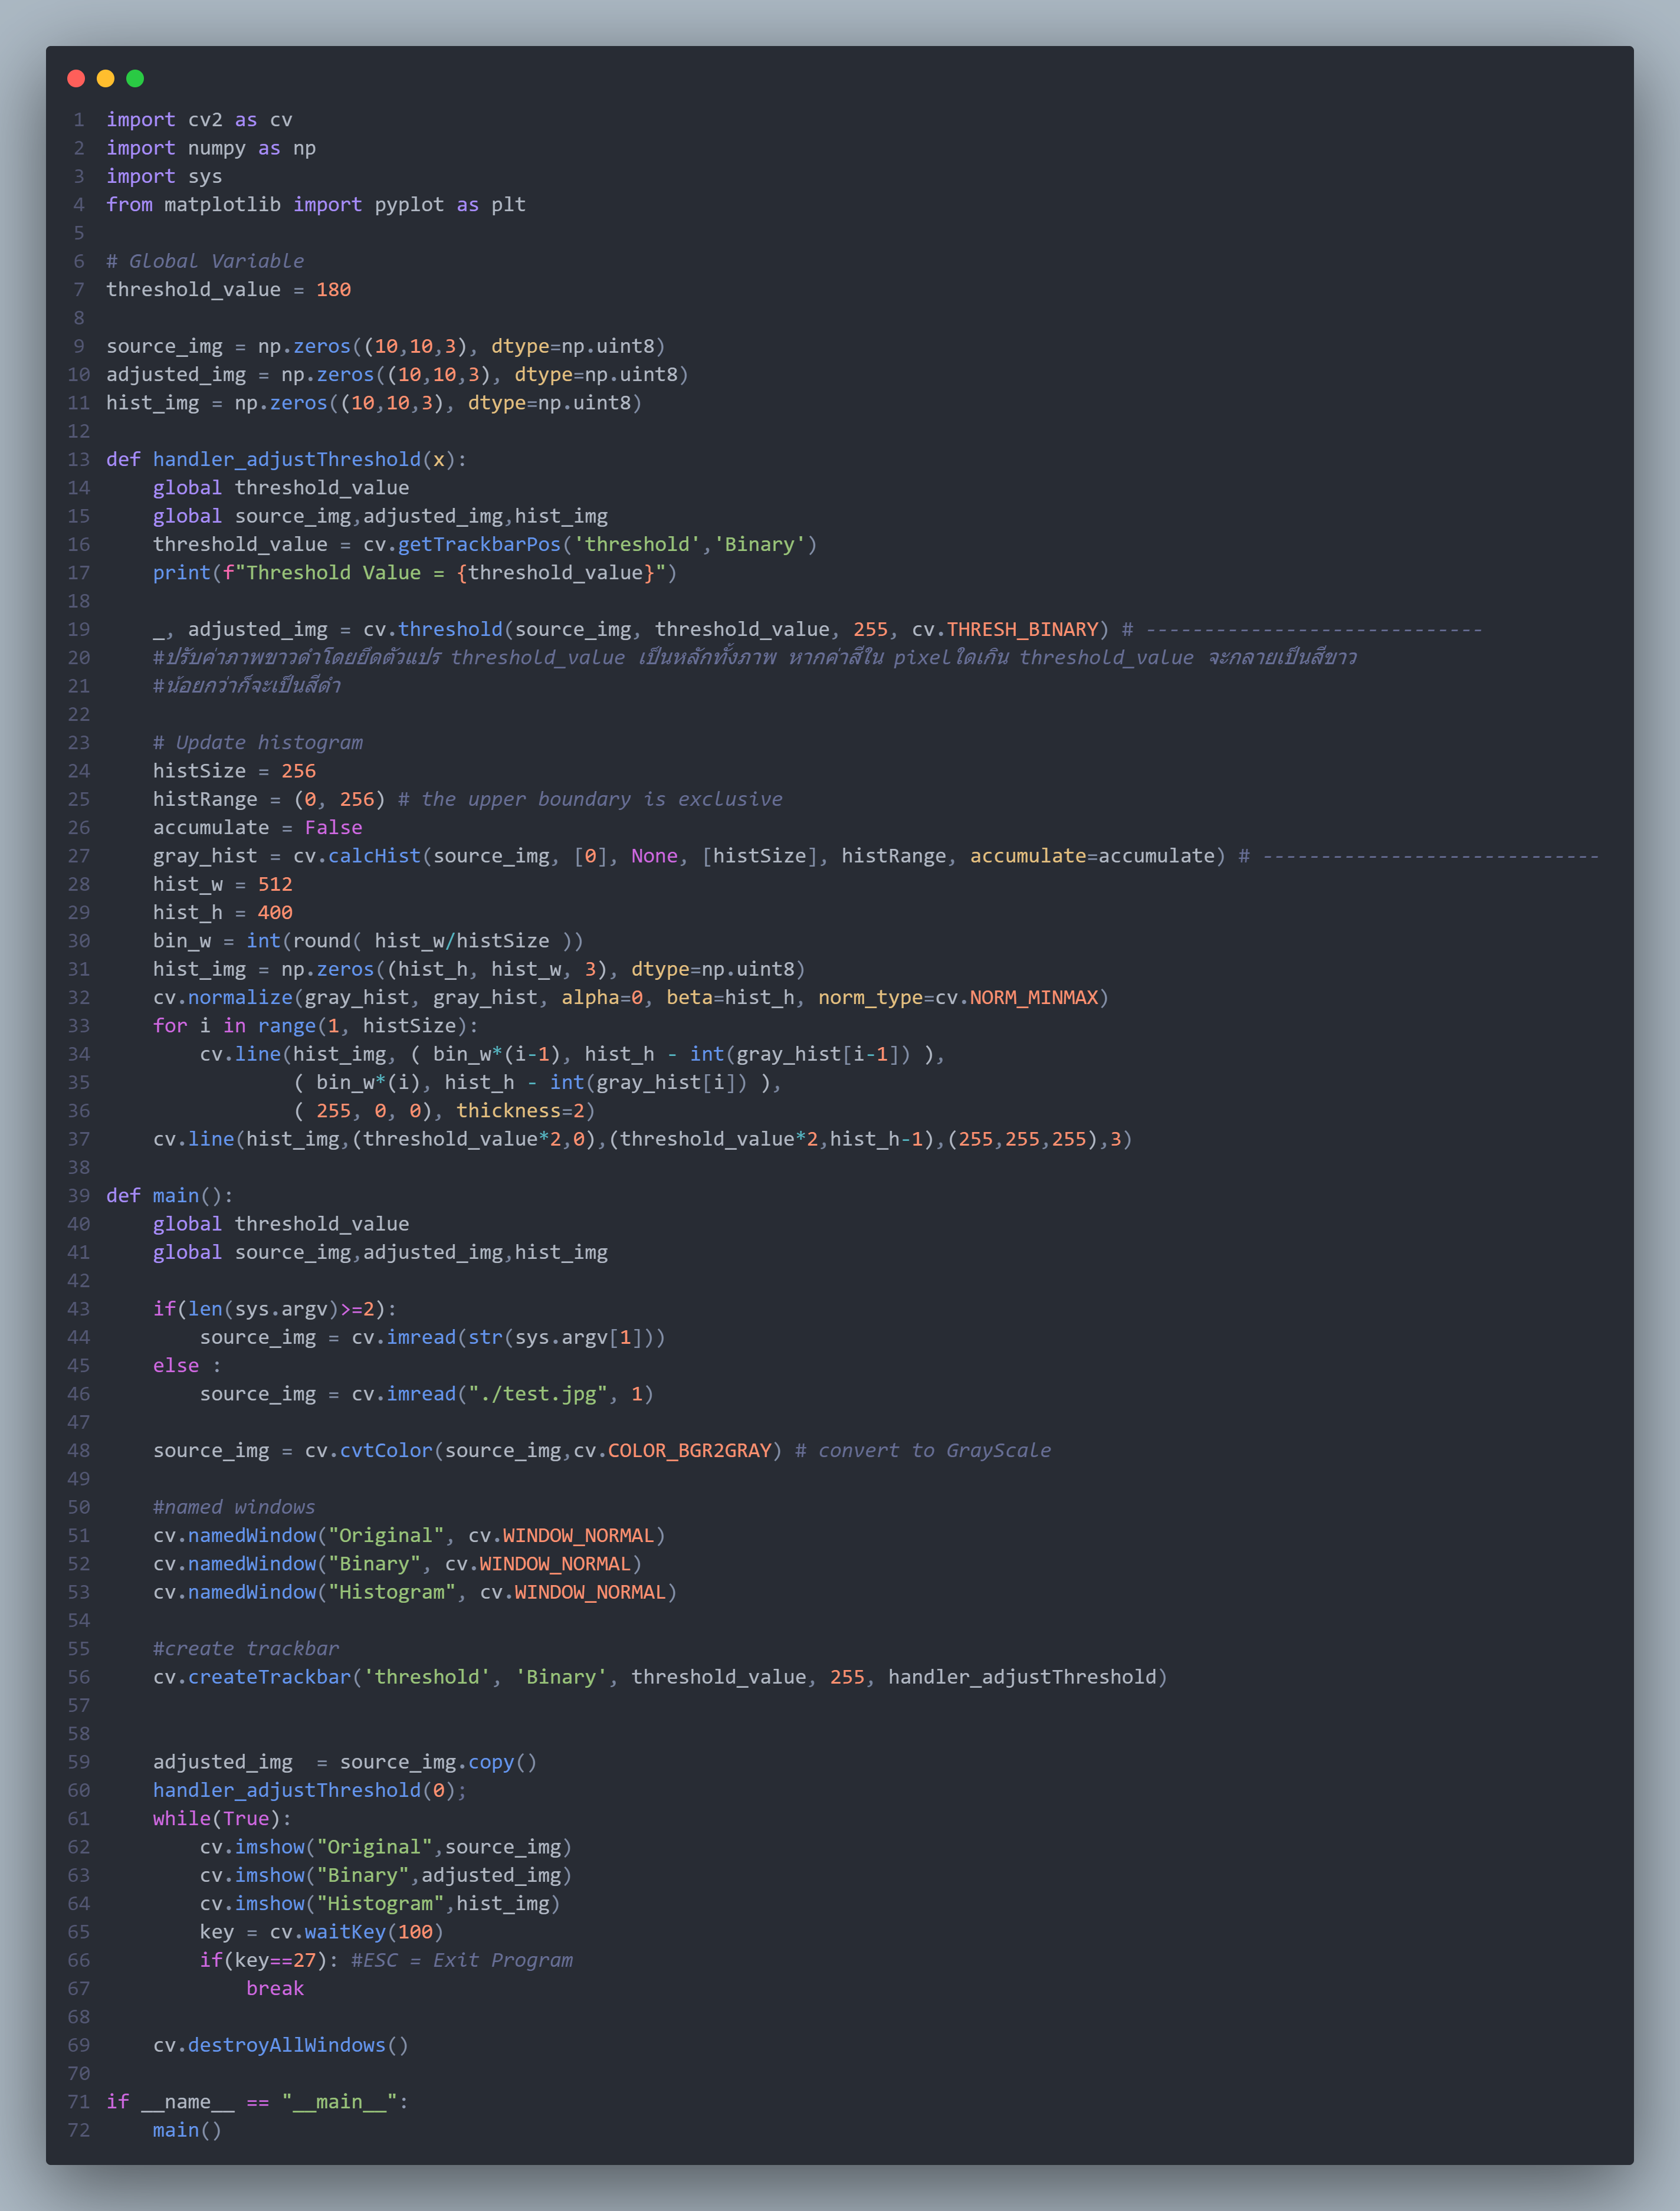 1 import cv2 as cv
2 import numpy as np
3 import sys
4 from matplotlib import pyplot as plt
5
6 # Global Variable
7 threshold_value = 180
8
9 source_img = np.zeros((10,10,3), dtype=np.uint8)
10 adjusted_img = np.zeros((10,10,3), dtype=np.uint8)
11 hist_img = np.zeros((10,10,3), dtype=np.uint8)
12
13 def handler_adjustThreshold(x):
14     global threshold_value
15     global source_img,adjusted_img,hist_img
16     threshold_value = cv.getTrackbarPos('threshold','Binary')
17     print(f"Threshold Value = {threshold_value}")
18
19     _, adjusted_img = cv.threshold(source_img, threshold_value, 255, cv.THRESH_BINARY) # -----------------------------
20     #ปรับค่าภาพขาวดำโดยยึดตัวแปร threshold_value เป็นหลักทั้งภาพ หากค่าสีใน pixelใดเกิน threshold_value จะกลายเป็นสีขาว
21     #น้อยกว่าก็จะเป็นสีดำ
22
23     # Update histogram
24     histSize = 256
25     histRange = (0, 256) # the upper boundary is exclusive
26     accumulate = False
27     gray_hist = cv.calcHist(source_img, [0], None, [histSize], histRange, accumulate=accumulate) # -----------------------------
28     hist_w = 512
29     hist_h = 400
30     bin_w = int(round( hist_w/histSize ))
31     hist_img = np.zeros((hist_h, hist_w, 3), dtype=np.uint8)
32     cv.normalize(gray_hist, gray_hist, alpha=0, beta=hist_h, norm_type=cv.NORM_MINMAX)
33     for i in range(1, histSize):
34         cv.line(hist_img, ( bin_w*(i-1), hist_h - int(gray_hist[i-1]) ),
35                 ( bin_w*(i), hist_h - int(gray_hist[i]) ),
36                 ( 255, 0, 0), thickness=2)
37     cv.line(hist_img,(threshold_value*2,0),(threshold_value*2,hist_h-1),(255,255,255),3)
38
39 def main():
40     global threshold_value
41     global source_img,adjusted_img,hist_img
42
43     if(len(sys.argv)>=2):
44         source_img = cv.imread(str(sys.argv[1]))
45     else :
46         source_img = cv.imread("./test.jpg", 1)
47
48     source_img = cv.cvtColor(source_img,cv.COLOR_BGR2GRAY) # convert to GrayScale
49
50     #named windows
51     cv.namedWindow("Original", cv.WINDOW_NORMAL)
52     cv.namedWindow("Binary", cv.WINDOW_NORMAL)
53     cv.namedWindow("Histogram", cv.WINDOW_NORMAL)
54
55     #create trackbar
56     cv.createTrackbar('threshold', 'Binary', threshold_value, 255, handler_adjustThreshold)
57
58
59     adjusted_img  = source_img.copy()
60     handler_adjustThreshold(0);
61     while(True):
62         cv.imshow("Original",source_img)
63         cv.imshow("Binary",adjusted_img)
64         cv.imshow("Histogram",hist_img)
65         key = cv.waitKey(100)
66         if(key==27): #ESC = Exit Program
67             break
68
69     cv.destroyAllWindows()
70
71 if __name__ == "__main__":
72     main()